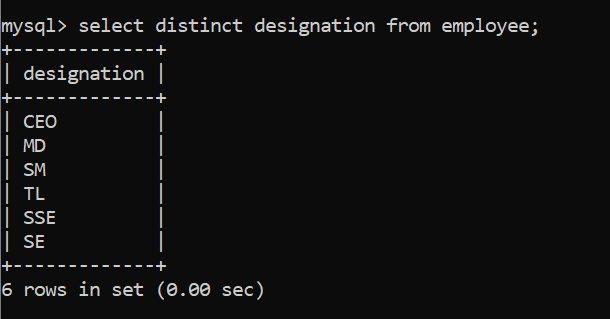 mysql> select distinct designation from employee;
+-------------+
| designation |
+-------------+
| CEO         |
| MD          |
| SM          |
| TL          |
| SSE         |
| SE          |
+-------------+
6 rows in set (0.00 sec)